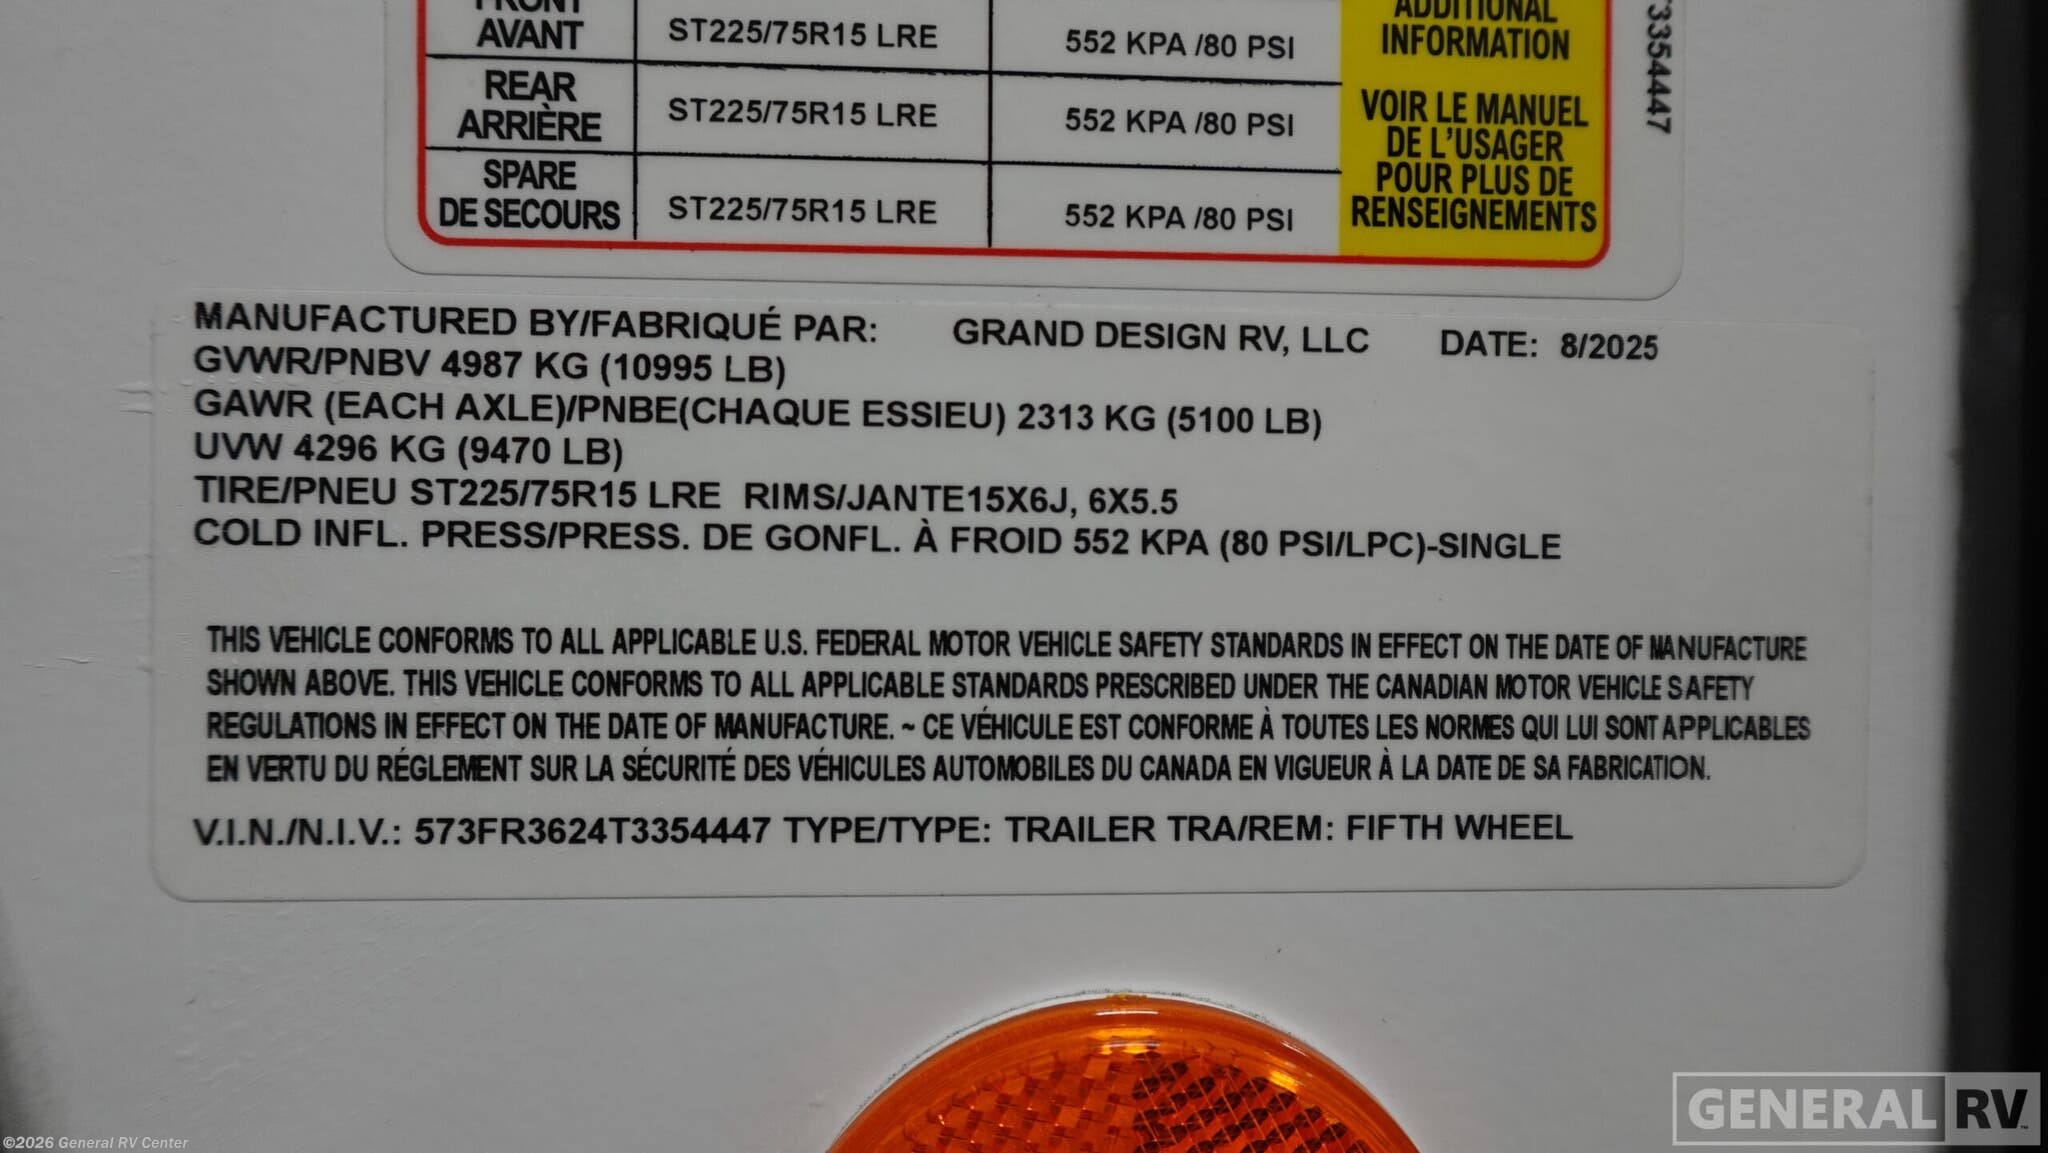 FRONT
AVANT
ST225/75R15 LRE
552 KPA /80 PSI
ADDITIONAL
INFORMATION
REAR
ARRIÈRE
ST225/75R15 LRE
552 KPA /80 PSI
SPARE
DE SECOURS
ST225/75R15 LRE
552 KPA /80 PSI
VOIR LE MANUEL
DE L'USAGER
POUR PLUS DE
RENSEIGNEMENTS
T3354447
MANUFACTURED BY/FABRIQUÉ PAR: GRAND DESIGN RV, LLC DATE: 8/2025
GVWR/PNBV 4987 KG (10995 LB)
GAWR (EACH AXLE)/PNBE(CHAQUE ESSIEU) 2313 KG (5100 LB)
UVW 4296 KG (9470 LB)
TIRE/PNEU ST225/75R15 LRE RIMS/JANTE15X6J, 6X5.5
COLD INFL. PRESS/PRESS. DE GONFL. À FROID 552 KPA (80 PSI/LPC)-SINGLE
THIS VEHICLE CONFORMS TO ALL APPLICABLE U.S. FEDERAL MOTOR VEHICLE SAFETY STANDARDS IN EFFECT ON THE DATE OF MANUFACTURE
SHOWN ABOVE. THIS VEHICLE CONFORMS TO ALL APPLICABLE STANDARDS PRESCRIBED UNDER THE CANADIAN MOTOR VEHICLE SAFETY
REGULATIONS IN EFFECT ON THE DATE OF MANUFACTURE. ~ CE VÉHICULE EST CONFORME À TOUTES LES NORMES QUI LUI SONT APPLICABLES
EN VERTU DU RÉGLEMENT SUR LA SÉCURITÉ DES VÉHICULES AUTOMOBILES DU CANADA EN VIGUEUR À LA DATE DE SA FABRICATION.
V.I.N./N.I.V.: 573FR3624T3354447 TYPE/TYPE: TRAILER TRA/REM: FIFTH WHEEL
GENERAL RV™
©2026 General RV Center